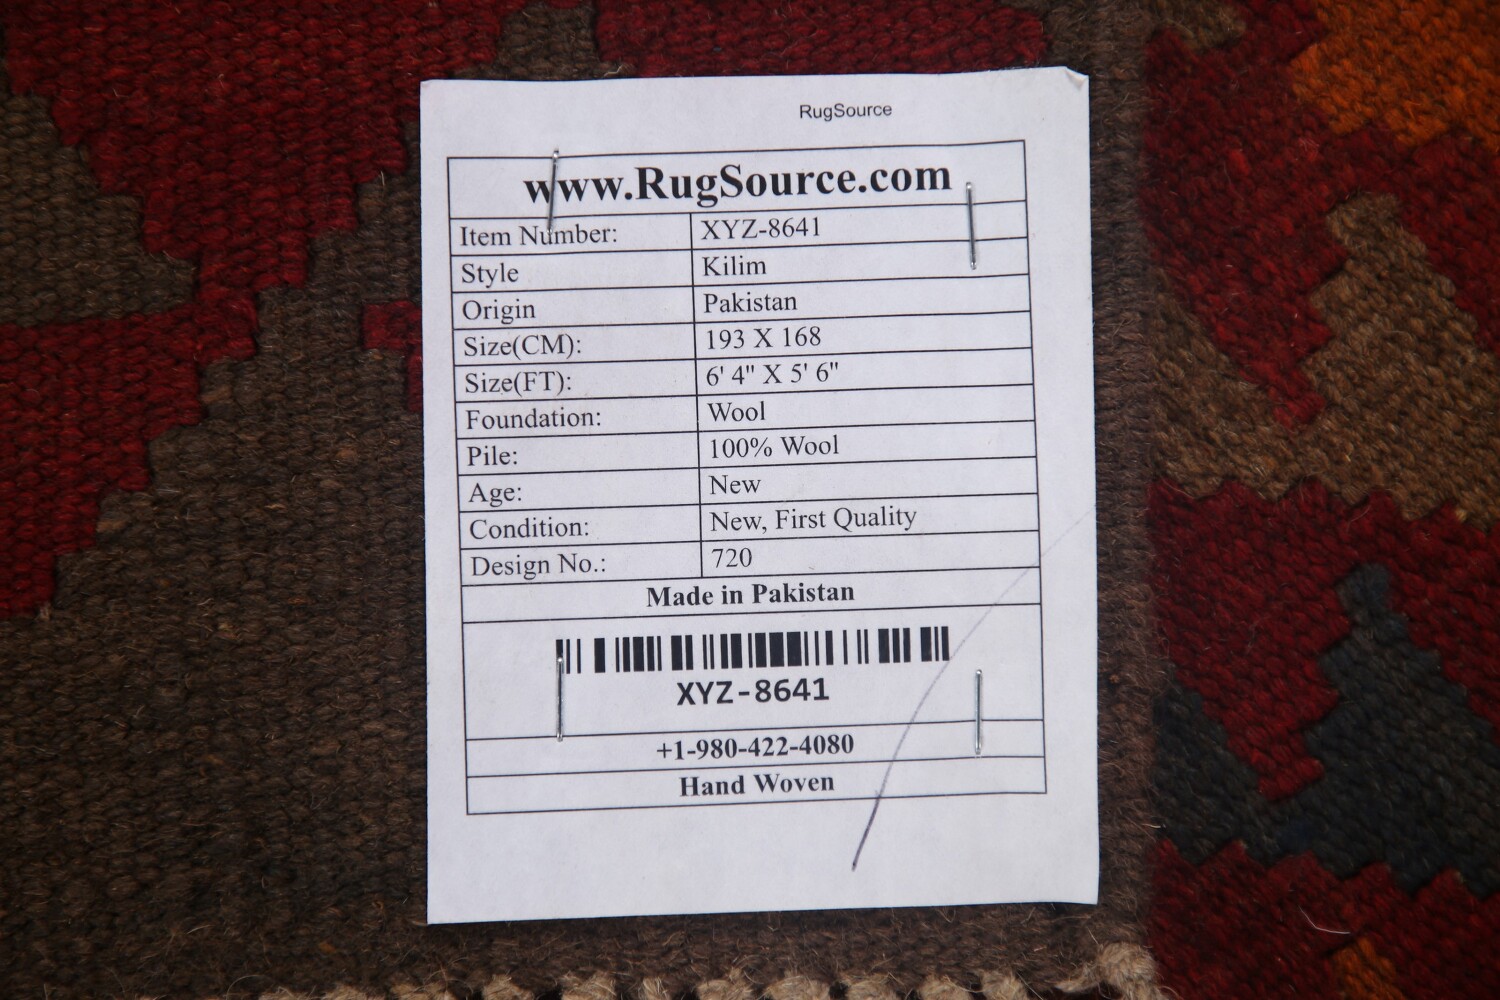 RugSource
www.RugSource.com
Item Number: XYZ-8641
Style Kilim
Origin Pakistan
Size(CM): 193 X 168
Size(FT): 6' 4" X 5' 6"
Foundation: Wool
Pile: 100% Wool
Age: New
Condition: New, First Quality
Design No.: 720
Made in Pakistan
XYZ-8641
+1-980-422-4080
Hand Woven